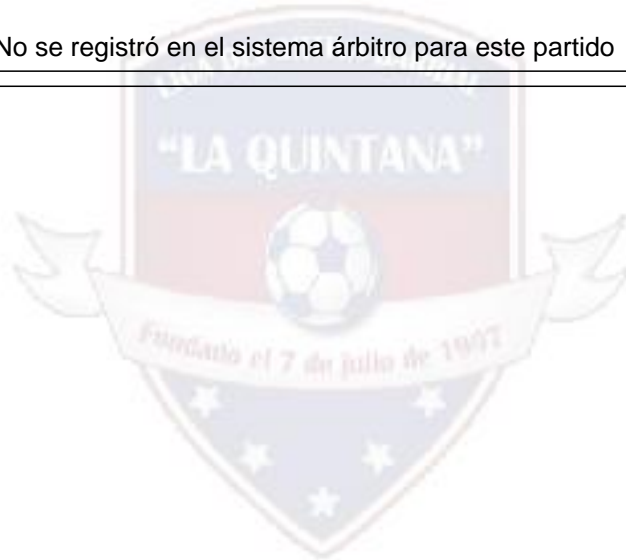 No se registró en el sistema árbitro para este partido
"LA QUINTANA"
Fundado el 7 de julio de